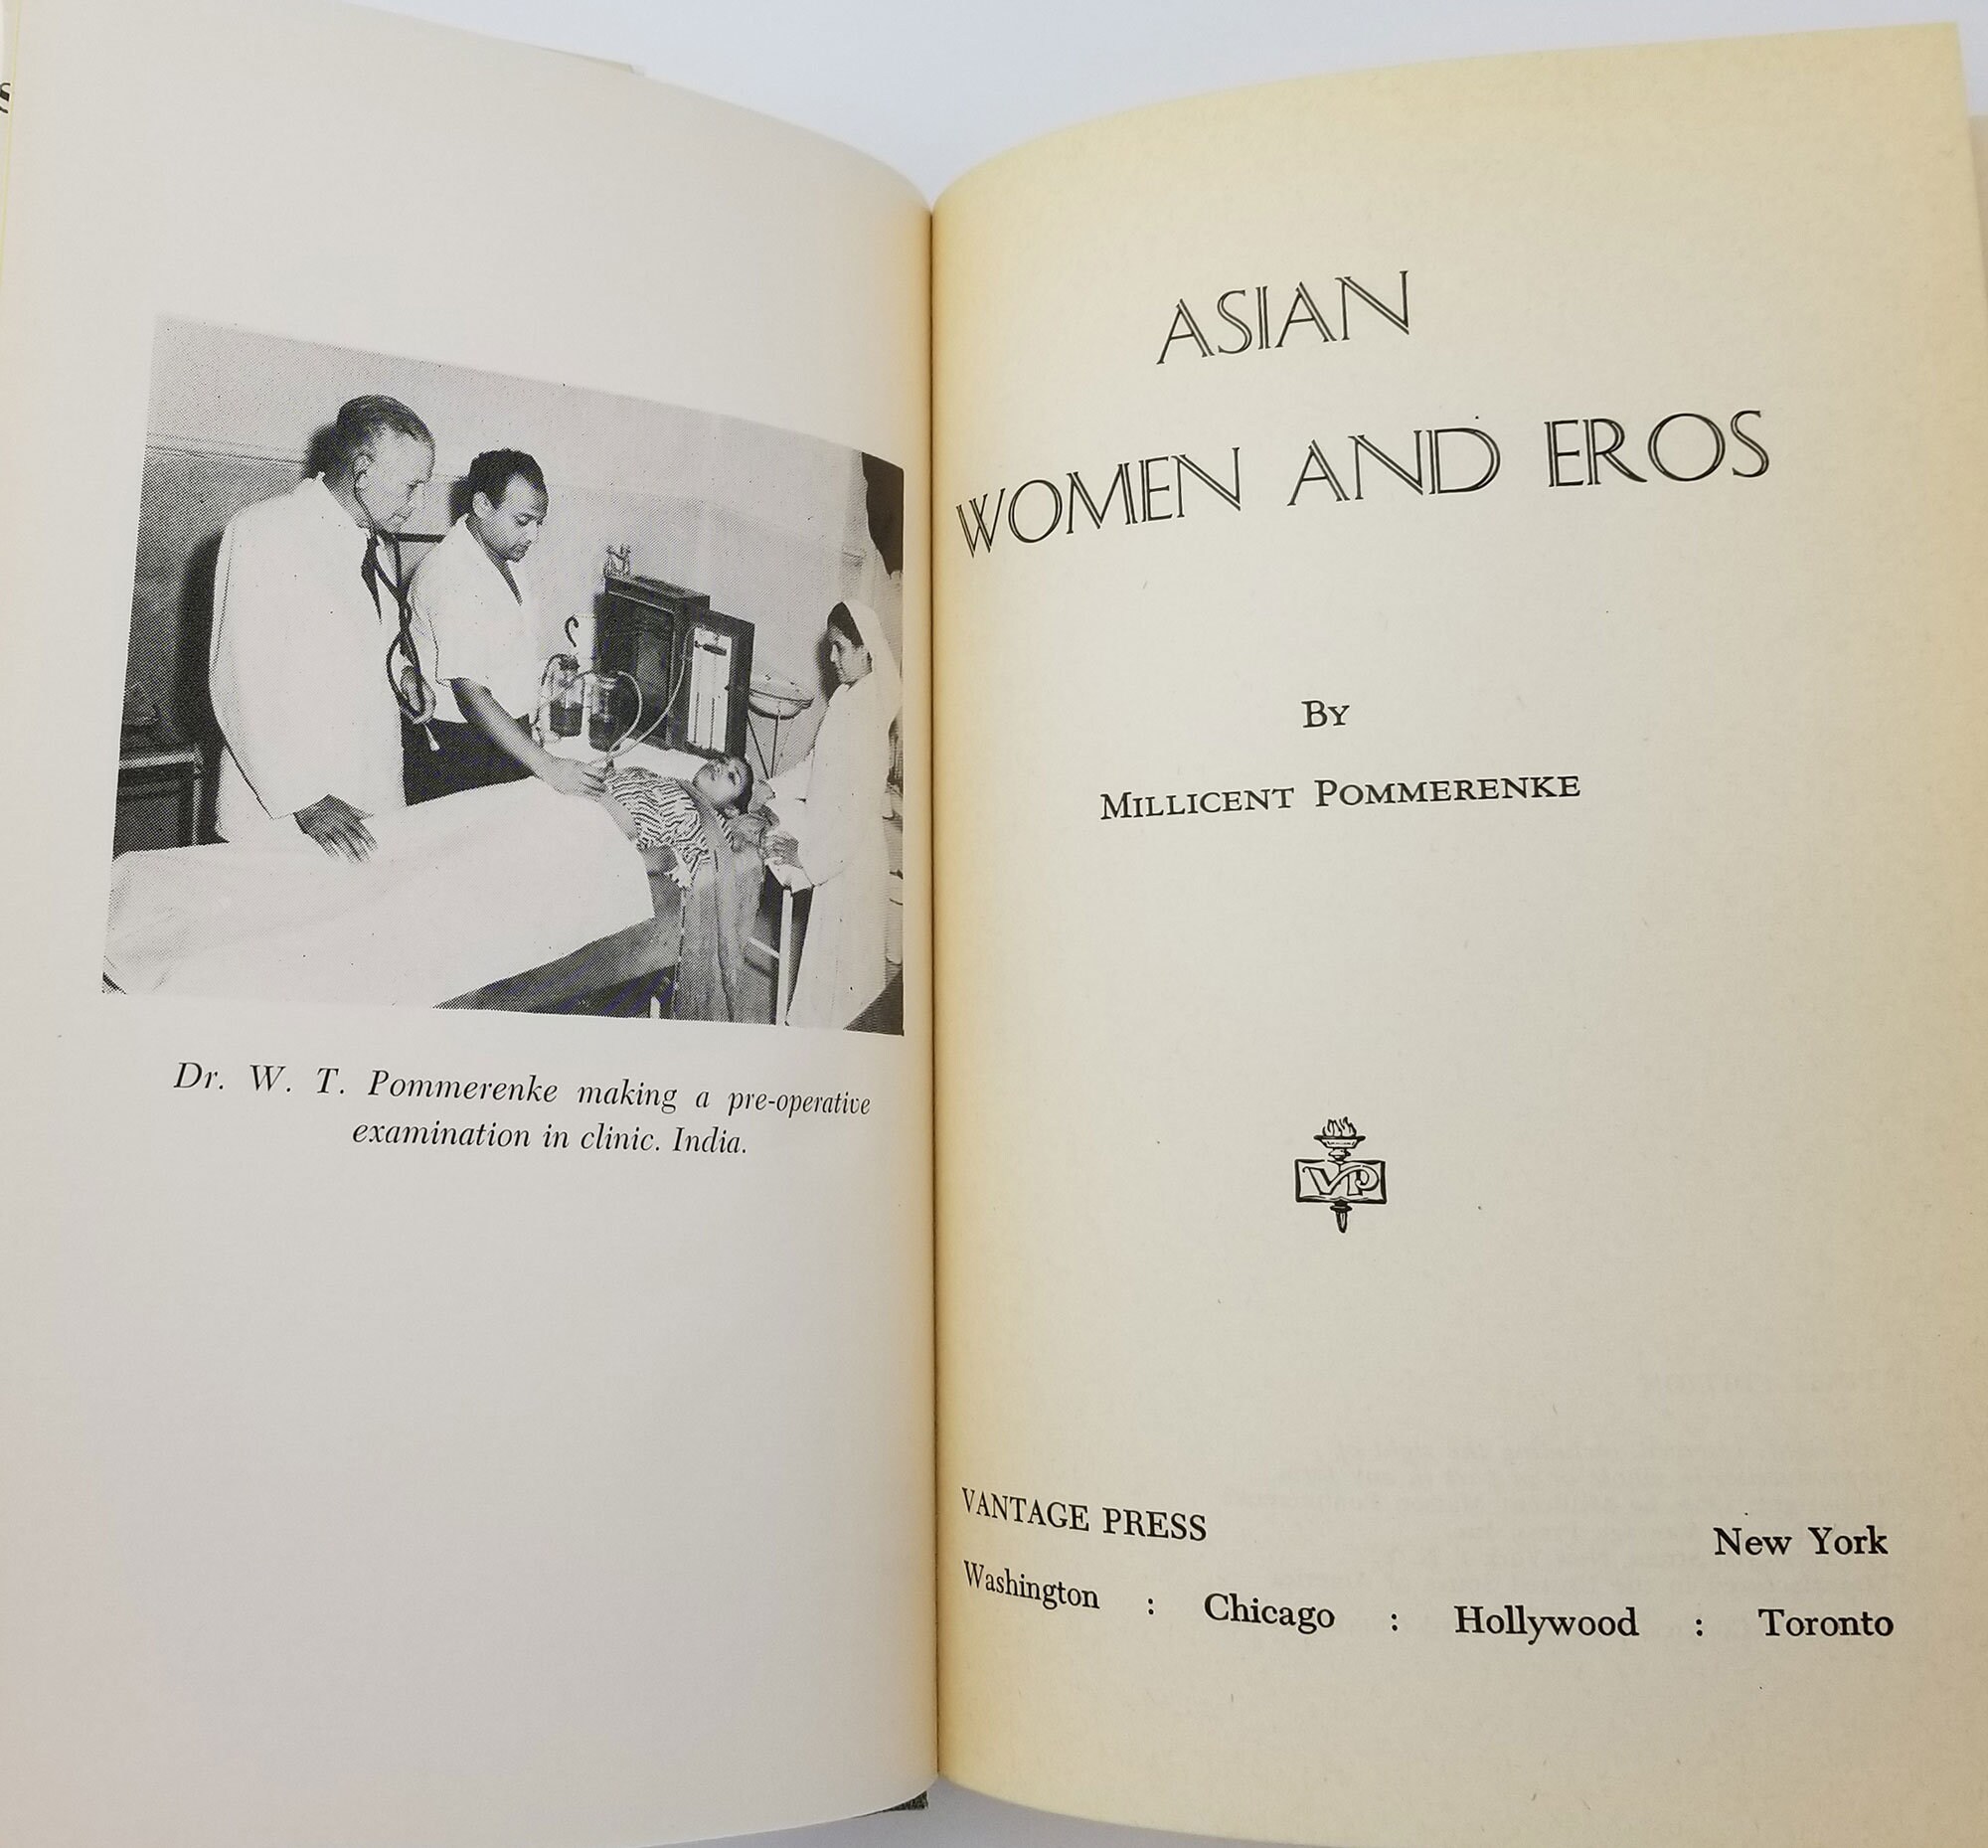 Dr. W. T. Pommerenke making a pre-operative
examination in clinic. India.
ASIAN
WOMEN AND EROS
By
MILLICENT POMMERENKE
VP
VANTAGE PRESS
New York
Washington : Chicago : Hollywood : Toronto